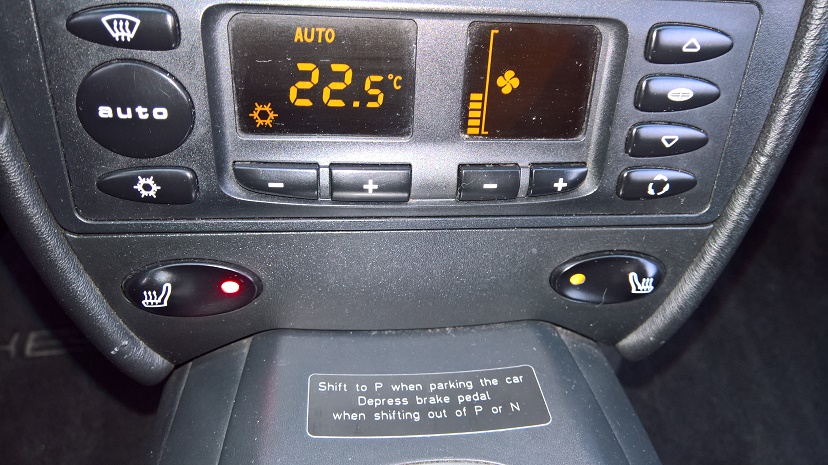 AUTO
22.5°C
auto
- +
- +
Shift to P when parking the car
Depress brake pedal
when shifting out of P or N